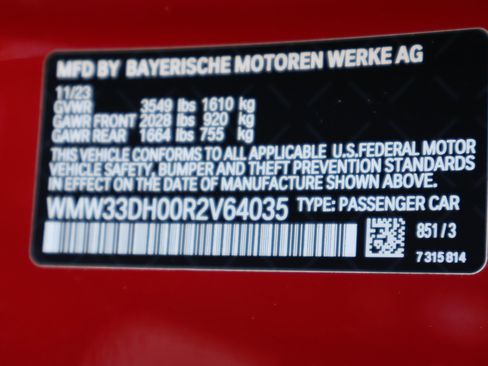 MFD BY BAYERISCHE MOTOREN WERKE AG
11/23
GVWR 3549 lbs 1610 kg
GAWR FRONT 2028 lbs 920 kg
GAWR REAR 1664 lbs 755 kg
THIS VEHICLE CONFORMS TO ALL APPLICABLE U.S.FEDERAL MOTOR
VEHICLE SAFETY, BUMPER AND THEFT PREVENTION STANDARDS
IN EFFECT ON THE DATE OF MANUFACTURE SHOWN ABOVE.
WMW33DH00R2V64035 TYPE: PASSENGER CAR
851/3
7315814